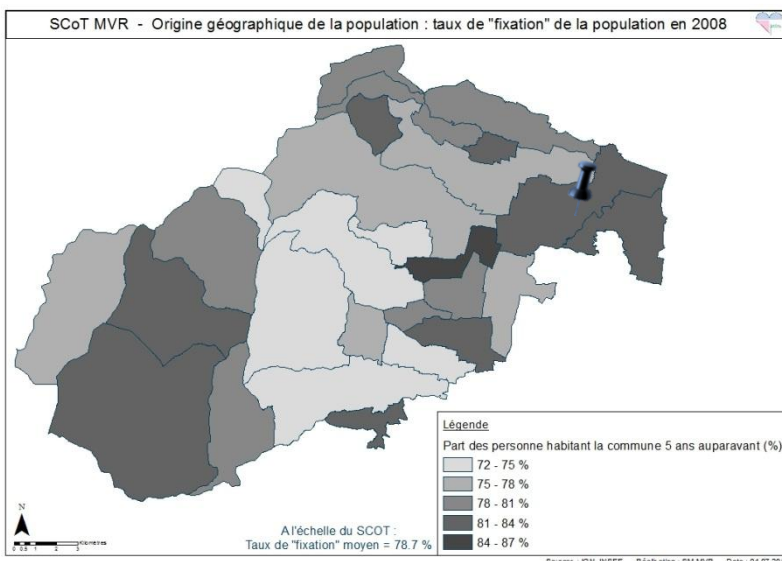 SCoT MVR - Origine géographique de la population : taux de "fixation" de la population en 2008
Légende
Part des personne habitant la commune 5 ans auparavant (%)
72 - 75 %
75 - 78 %
78 - 81 %
81 - 84 %
84 - 87 %
N
A l'échelle du SCOT :
Taux de "fixation" moyen = 78.7 %
Kilomètres